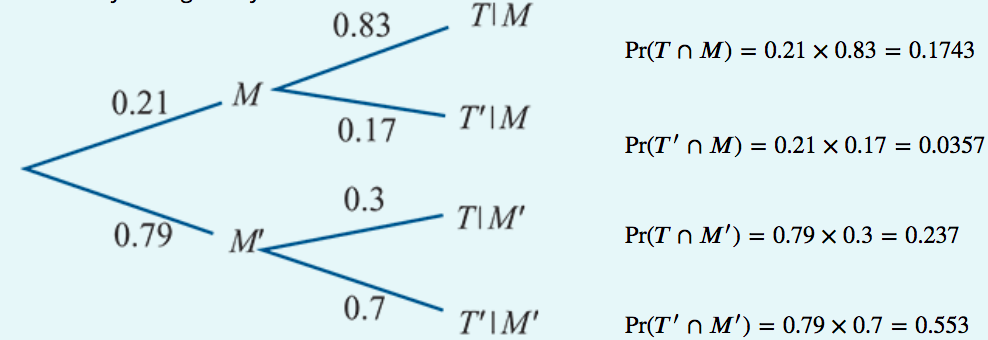 0.83
T|M
Pr(T ∩ M) = 0.21 × 0.83 = 0.1743
0.21
M
0.17
T′|M
Pr(T′ ∩ M) = 0.21 × 0.17 = 0.0357
0.3
T|M′
0.79
M′
Pr(T ∩ M′) = 0.79 × 0.3 = 0.237
0.7
T′|M′
Pr(T′ ∩ M′) = 0.79 × 0.7 = 0.553